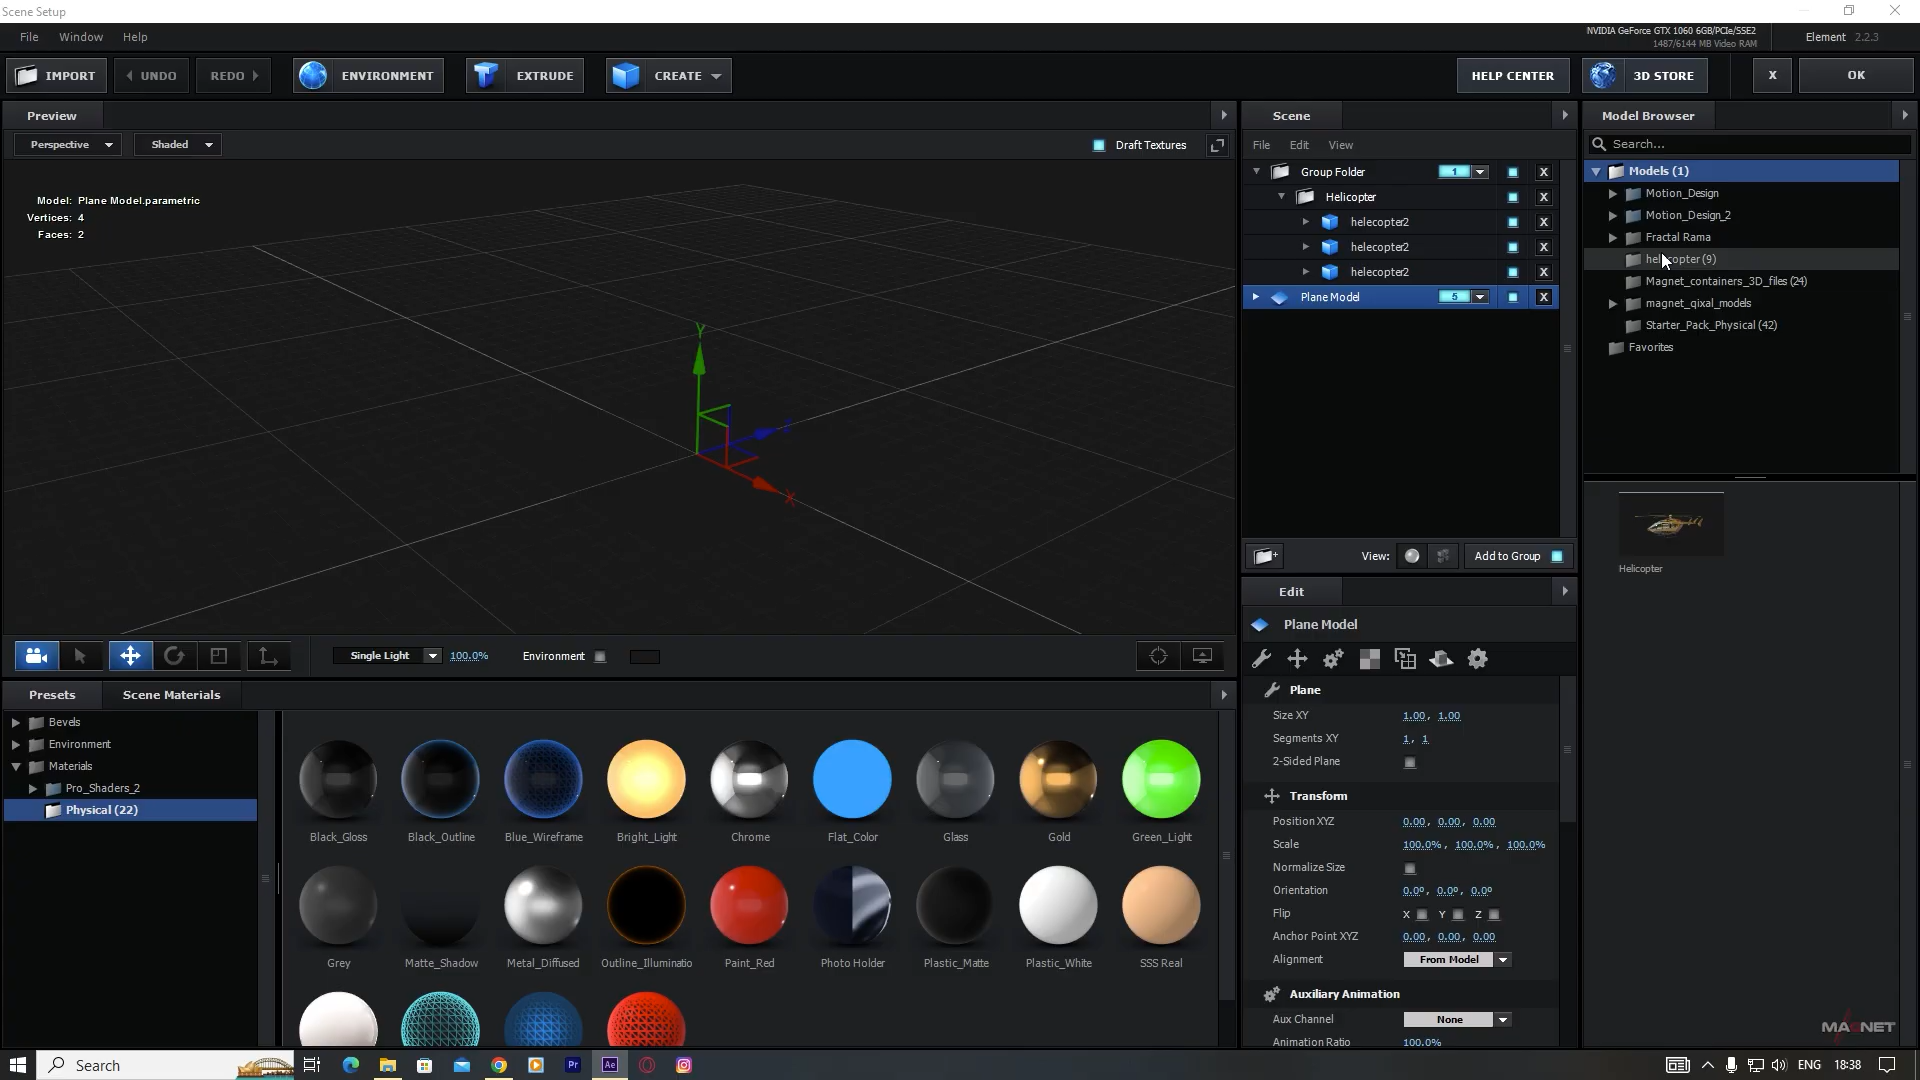 Scene Setup
File Window Help
NVIDIA GeForce GTX 1060 6GB/PCIe/SSE2
1487/6144 MB Video RAM
Element 2.2.3
IMPORT UNDO REDO ENVIRONMENT EXTRUDE CREATE HELP CENTER 3D STORE X OK
Preview
Perspective Shaded Draft Textures
Model: Plane Model.parametric
Vertices: 4
Faces: 2
Y
Z
X
Single Light 100.0% Environment
Scene
File Edit View
Group Folder 1 X
Helicopter X
helecopter2 X
helecopter2 X
helecopter2 X
Plane Model 5 X
View: Add to Group
Model Browser
Search...
Models (1)
Motion_Design
Motion_Design_2
Fractal Rama
helicopter (9)
Magnet_containers_3D_files (24)
magnet_qixal_models
Starter_Pack_Physical (42)
Favorites
Helicopter
Edit
Plane Model
Plane
Size XY 1.00, 1.00
Segments XY 1, 1
2-Sided Plane
Transform
Position XYZ 0.00, 0.00, 0.00
Scale 100.0%, 100.0%, 100.0%
Normalize Size
Orientation 0.0°, 0.0°, 0.0°
Flip X Y Z
Anchor Point XYZ 0.00, 0.00, 0.00
Alignment From Model
Auxiliary Animation
Aux Channel None
Animation Ratio 100.0%
Presets Scene Materials
Bevels
Environment
Materials
Pro_Shaders_2
Physical (22)
Black_Gloss Black_Outline Blue_Wireframe Bright_Light Chrome Flat_Color Glass Gold Green_Light
Grey Matte_Shadow Metal_Diffused Outline_Illuminatio Paint_Red Photo Holder Plastic_Matte Plastic_White SSS Real
MAGNET
Search
Pr
Ae
ENG 18:38